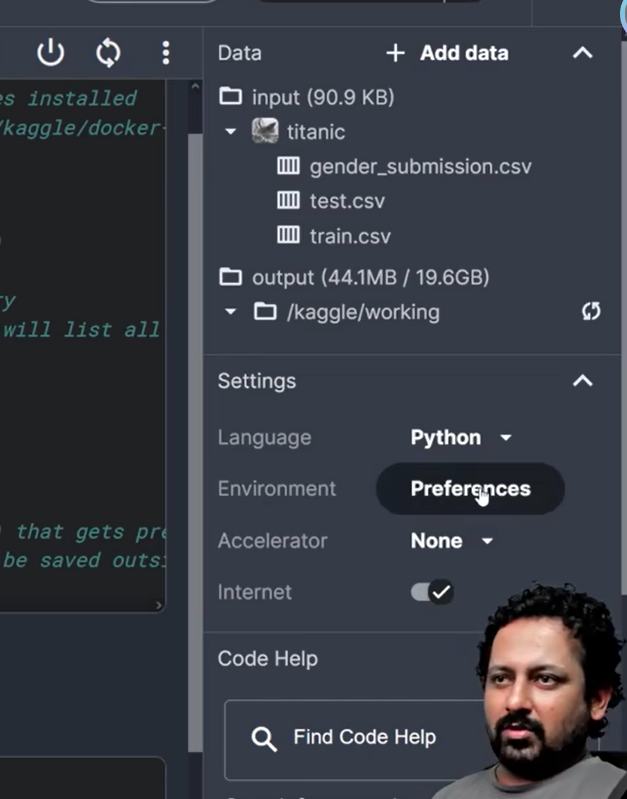 Data
+ Add data
es installed
/kaggle/docker-
input (90.9 KB)
titanic
gender_submission.csv
test.csv
train.csv
)
output (44.1MB / 19.6GB)
ry
/kaggle/working
will list all
Settings
Language
Python
Environment
Preferences
) that gets pre
Accelerator
None
be saved outsi
Internet
Code Help
Find Code Help